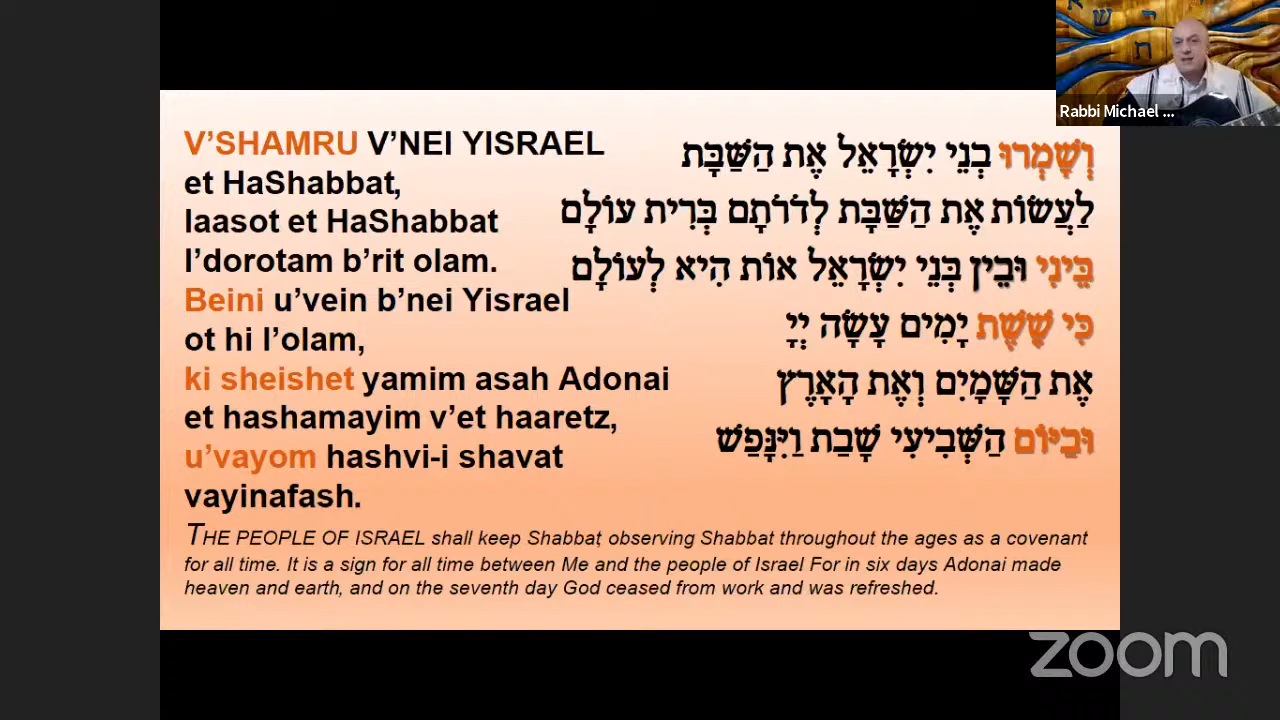 V'SHAMRU V'NEI YISRAEL
et HaShabbat,
laasot et HaShabbat
l'dorotam b'rit olam.
Beini u'vein b'nei Yisrael
ot hi l'olam,
ki sheishet yamim asah Adonai
et hashamayim v'et haaretz,
u'vayom hashvi-i shavat
vayinafash.
וְשָׁמְרוּ בְנֵי יִשְׂרָאֵל אֶת הַשַּׁבָּת
לַעֲשׂוֹת אֶת הַשַּׁבָּת לְדֹרֹתָם בְּרִית עוֹלָם
בֵּינִי וּבֵין בְּנֵי יִשְׂרָאֵל אוֹת הִיא לְעוֹלָם
כִּי שֵׁשֶׁת יָמִים עָשָׂה יְיָ
אֶת הַשָּׁמַיִם וְאֶת הָאָרֶץ
וּבַיּוֹם הַשְּׁבִיעִי שָׁבַת וַיִּנָּפַשׁ
THE PEOPLE OF ISRAEL shall keep Shabbat, observing Shabbat throughout the ages as a covenant
for all time. It is a sign for all time between Me and the people of Israel For in six days Adonai made
heaven and earth, and on the seventh day God ceased from work and was refreshed.
Rabbi Michael ...
zoom